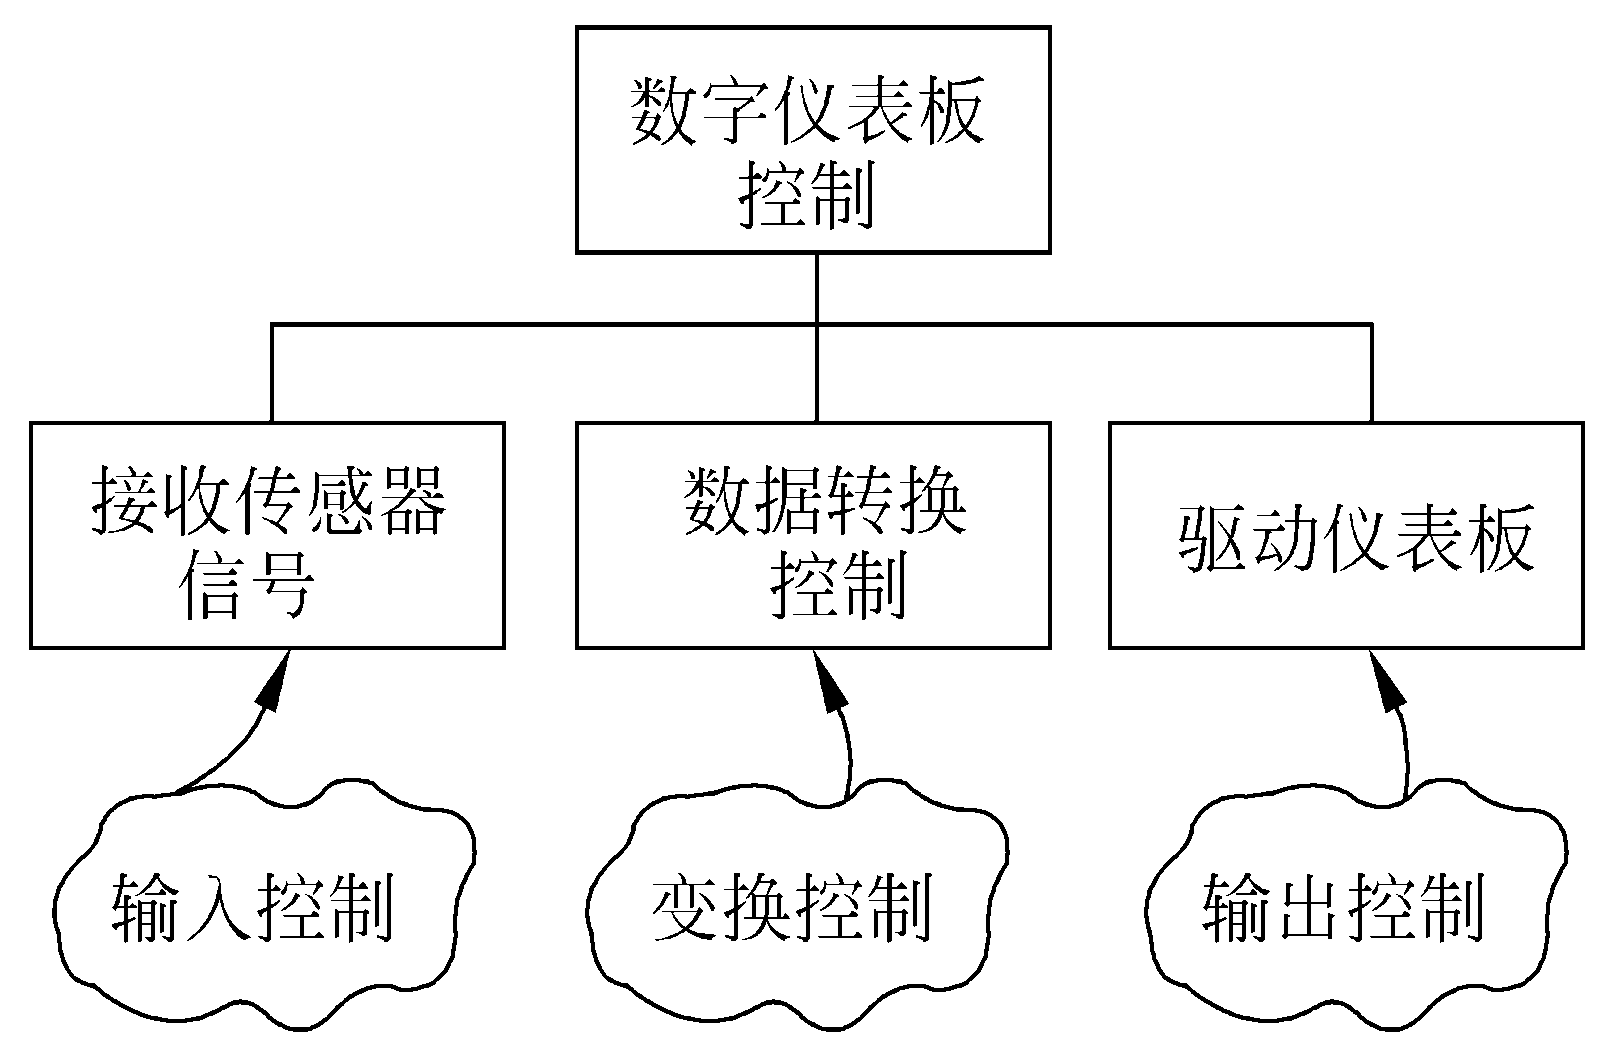 数字仪表板
控制
接收传感器
信号
数据转换
控制
驱动仪表板
输入控制
变换控制
输出控制